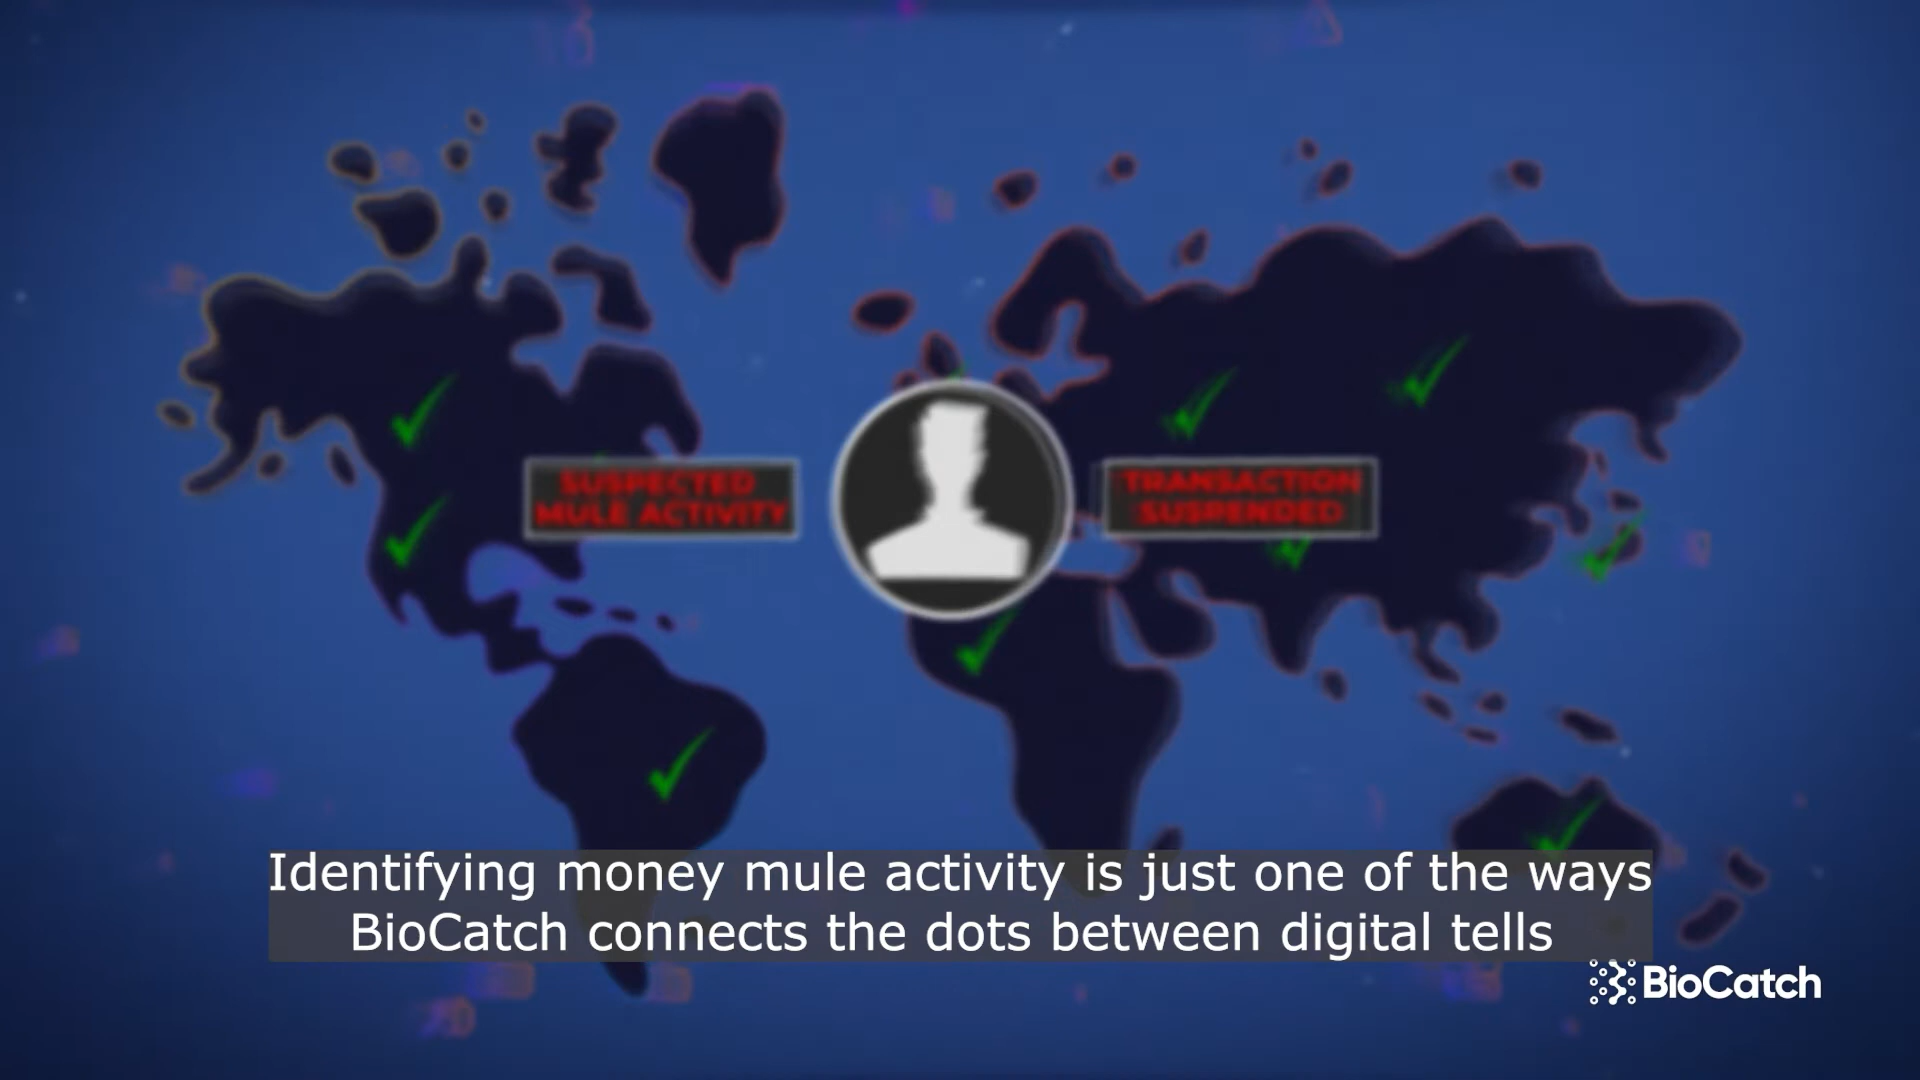 SUSPECTED
MULE ACTIVITY
TRANSACTION
SUSPENDED
Identifying money mule activity is just one of the ways
BioCatch connects the dots between digital tells
BioCatch